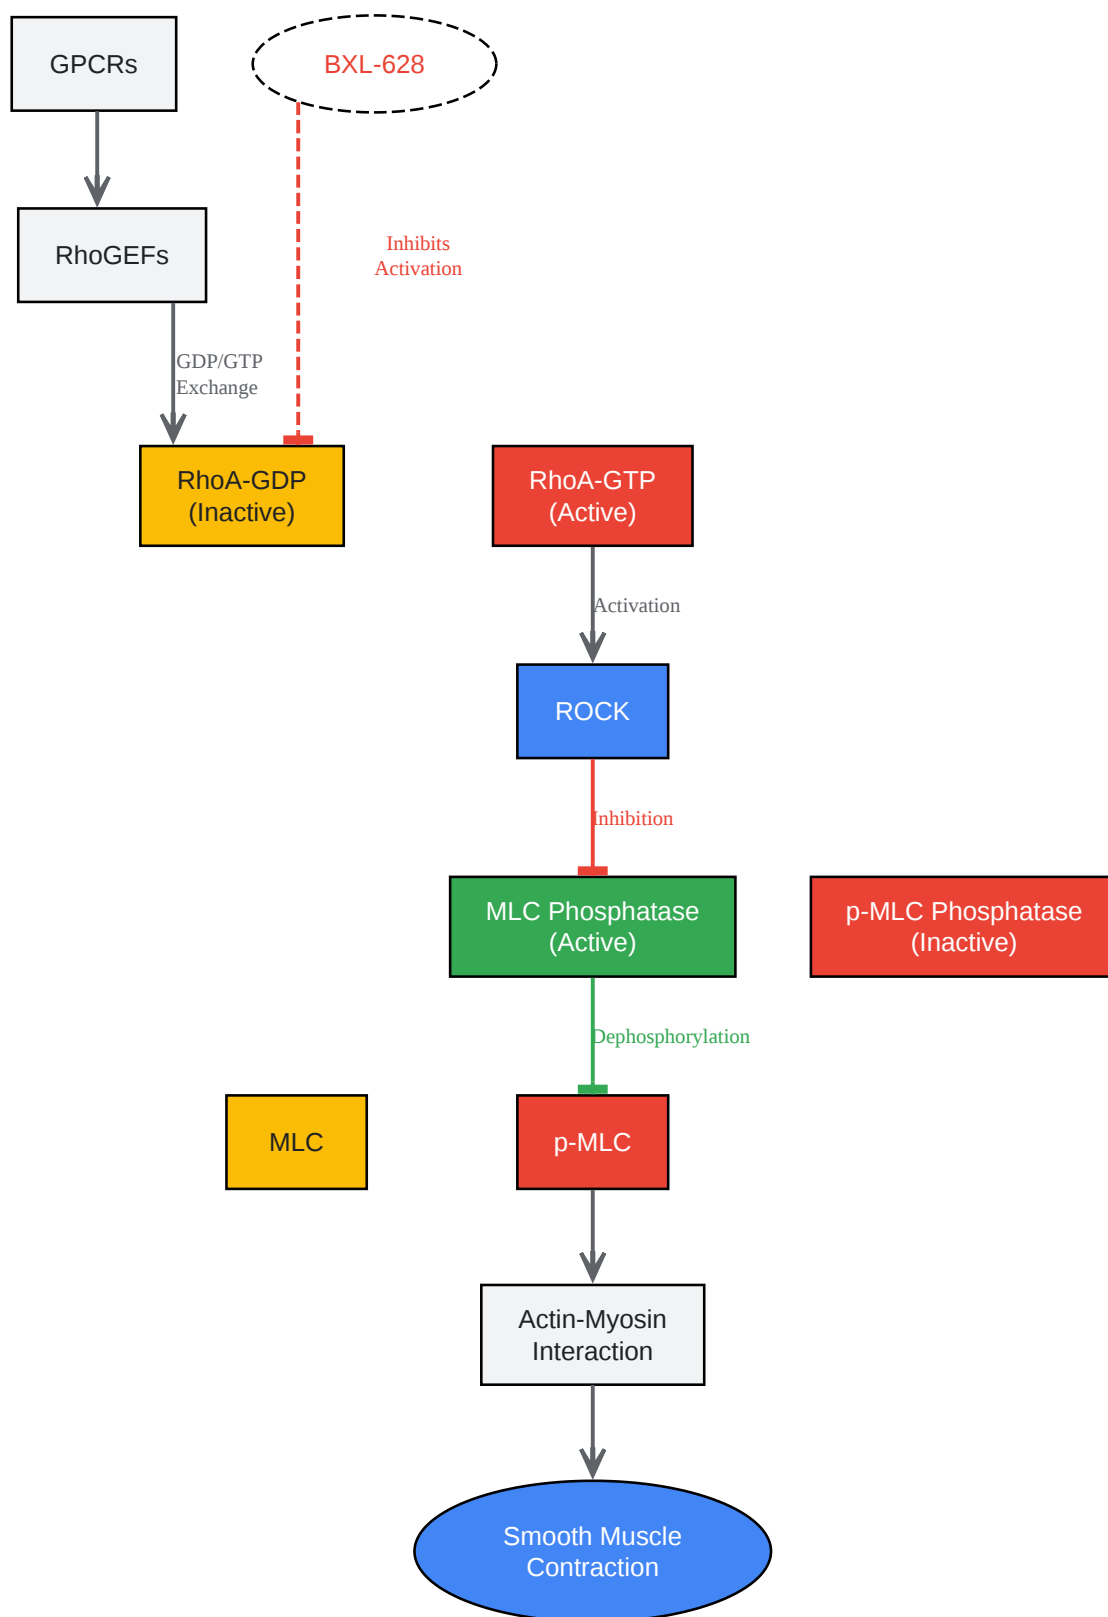 GPCRs
BXL-628
Inhibits
Activation
RhoGEFs
GDP/GTP
Exchange
RhoA-GDP
(Inactive)
RhoA-GTP
(Active)
Activation
ROCK
Inhibition
MLC Phosphatase
(Active)
p-MLC Phosphatase
(Inactive)
Dephosphorylation
MLC
p-MLC
Actin-Myosin
Interaction
Smooth Muscle
Contraction